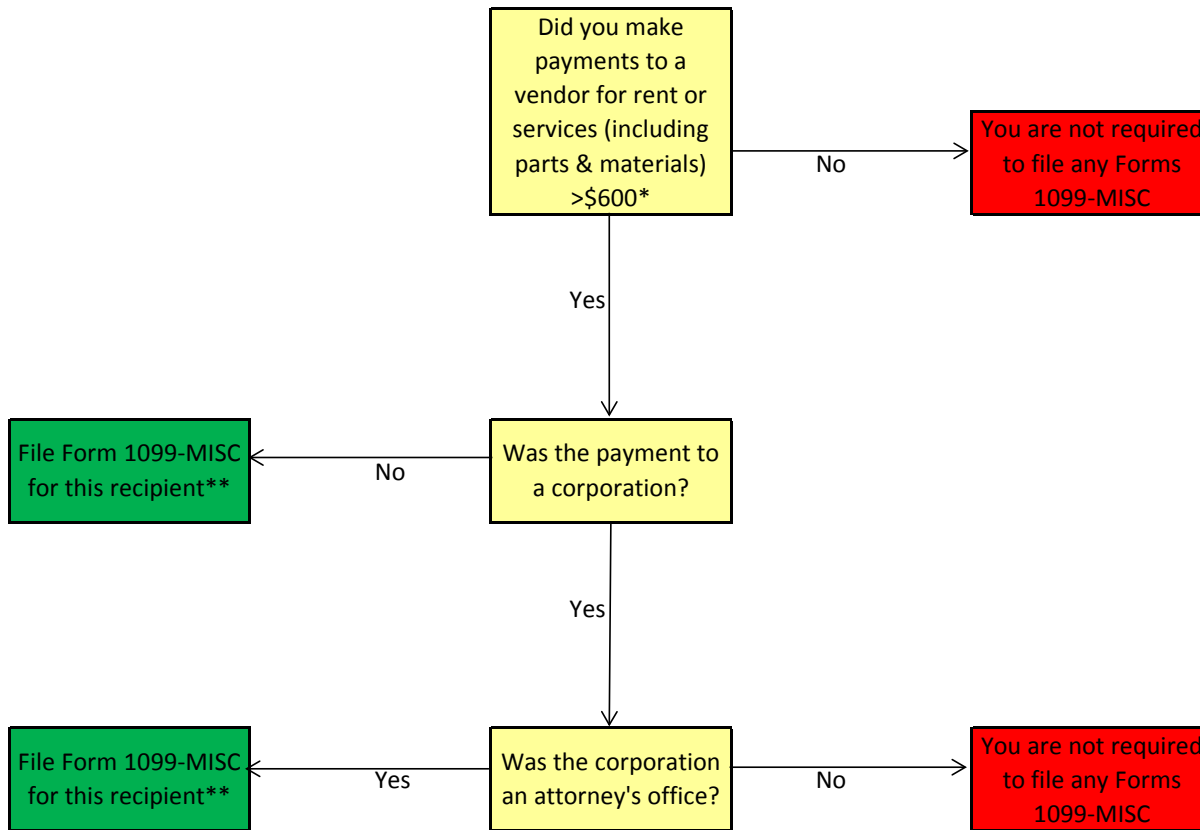 Did you make
payments to a
vendor for rent or
services (including
parts & materials)
>$600*
No
You are not required
to file any Forms
1099-MISC
Yes
File Form 1099-MISC
for this recipient**
No
Was the payment to
a corporation?
Yes
File Form 1099-MISC
for this recipient**
Yes
Was the corporation
an attorney's office?
No
You are not required
to file any Forms
1099-MISC